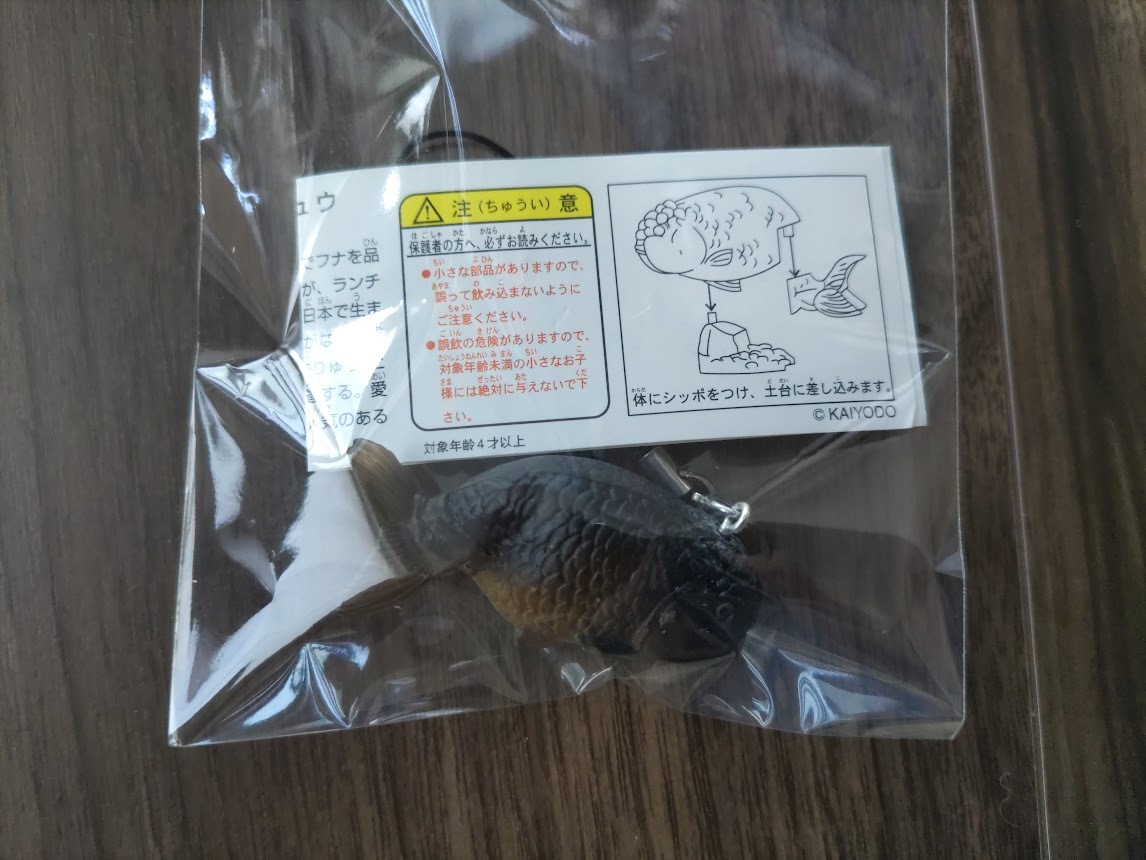 ュウ
でフナを品
が、ランチ
日本で生ま
がな
りゅ
する。愛
気のある
注(ちゅうい)意
保護者の方へ、必ずお読みください。
●小さな部品がありますので、
誤って飲み込まないように
ご注意ください。
●誤飲の危険がありますので、
対象年齢未満の小さなお子
様には絶対に与えないで下
さい。
対象年齢4才以上
体にシッポをつけ、土台に差し込みます。
© KAIYODO